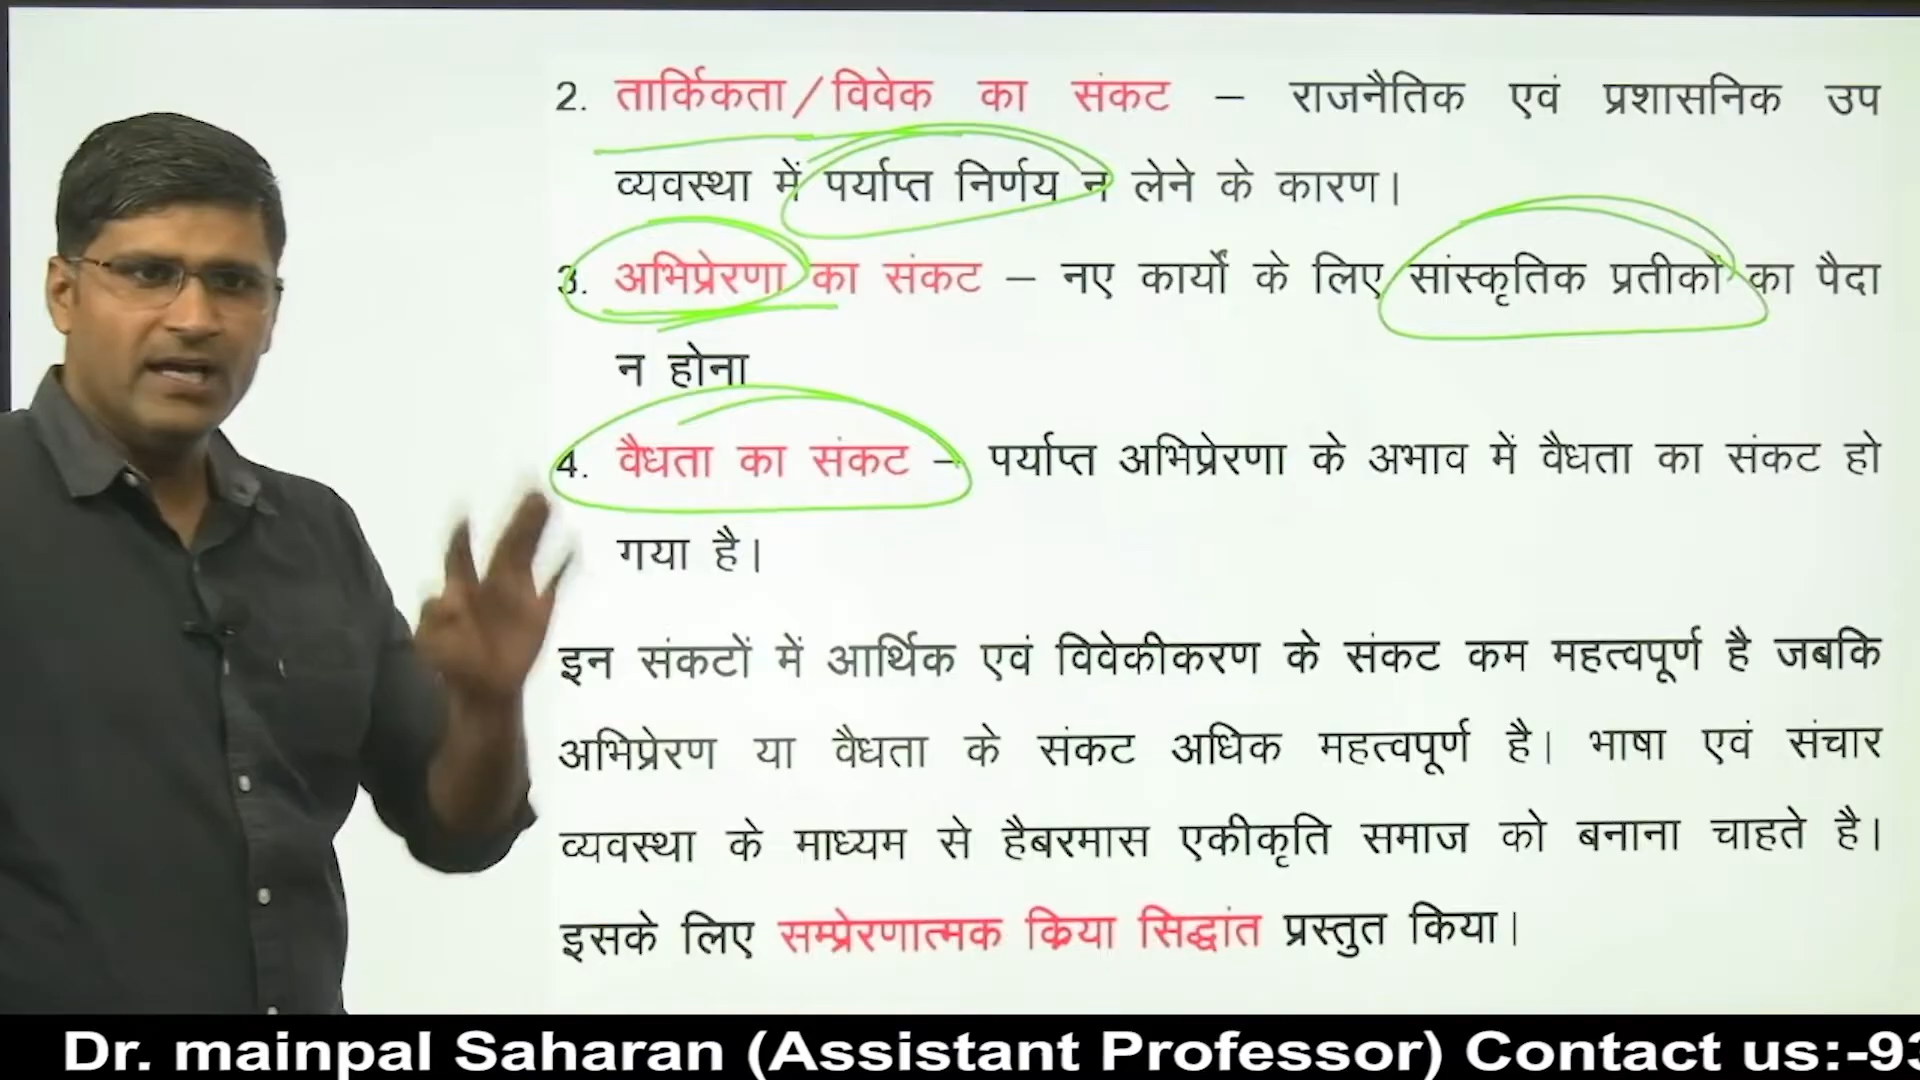 2. तार्किकता/विवेक का संकट – राजनैतिक एवं प्रशासनिक उप
व्यवस्था में पर्याप्त निर्णय न लेने के कारण।
3. अभिप्रेरणा का संकट – नए कार्यों के लिए सांस्कृतिक प्रतीकों का पैदा
न होना
4. वैधता का संकट – पर्याप्त अभिप्रेरणा के अभाव में वैधता का संकट हो
गया है।
इन संकटों में आर्थिक एवं विवेकीकरण के संकट कम महत्वपूर्ण है जबकि
अभिप्रेरण या वैधता के संकट अधिक महत्वपूर्ण है। भाषा एवं संचार
व्यवस्था के माध्यम से हैबरमास एकीकृति समाज को बनाना चाहते है।
इसके लिए सम्प्रेरणात्मक क्रिया सिद्धांत प्रस्तुत किया।
Dr. mainpal Saharan (Assistant Professor) Contact us:-93